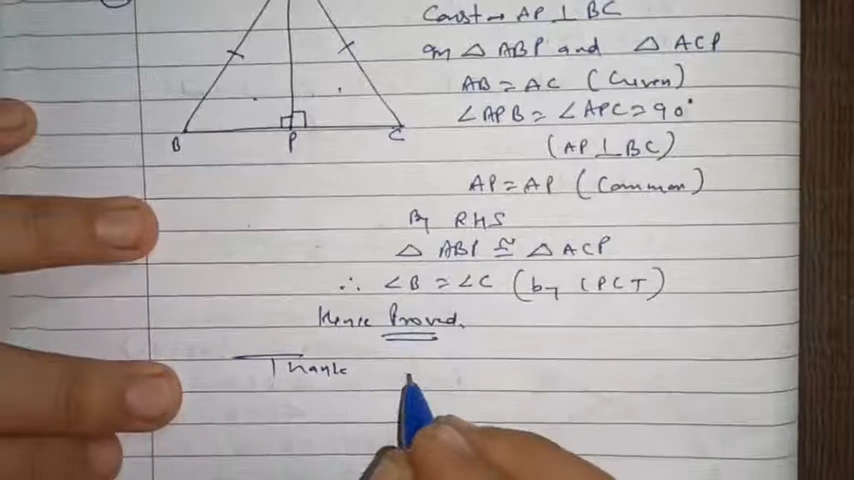 Const → AP ⊥ BC
In △ ABP and △ ACP
AB = AC (Given)
∠APB = ∠APC = 90°
(AP ⊥ BC)
AP = AP (Common)
By RHS
△ ABP ≅ △ ACP
∴ ∠B = ∠C (by CPCT)
Hence Proved.
Thank
B
P
C